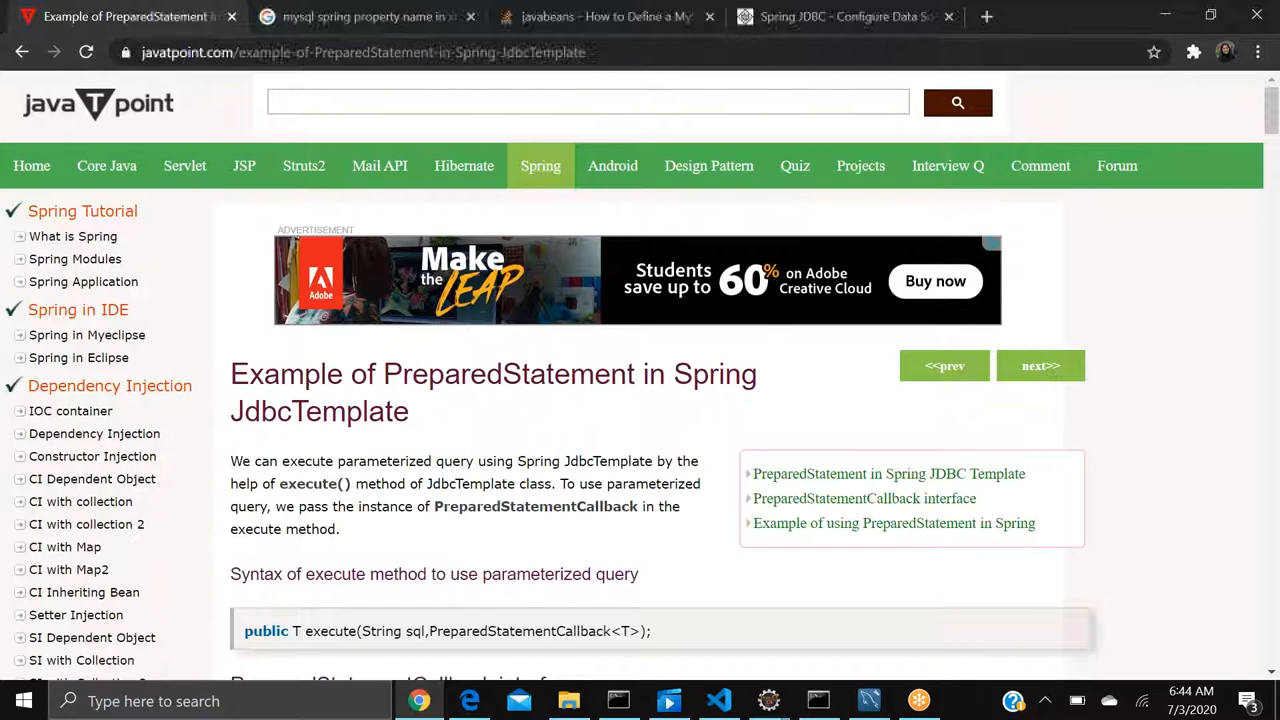 Example of PreparedStatement in
mysql spring property name in x
javabeans - How to Define a My
Spring JDBC - Configure Data So
javatpoint.com/example-of-PreparedStatement-in-Spring-JdbcTemplate
javaTpoint
Home Core Java Servlet JSP Struts2 Mail API Hibernate Spring Android Design Pattern Quiz Projects Interview Q Comment Forum
Spring Tutorial
What is Spring
Spring Modules
Spring Application
Spring in IDE
Spring in Myeclipse
Spring in Eclipse
Dependency Injection
IOC container
Dependency Injection
Constructor Injection
CI Dependent Object
CI with collection
CI with collection 2
CI with Map
CI with Map2
CI Inheriting Bean
Setter Injection
SI Dependent Object
SI with Collection
ADVERTISEMENT
Adobe
Make
the LEAP
Students
save up to 60% on Adobe
Creative Cloud
Buy now
Example of PreparedStatement in Spring
JdbcTemplate
<<prev next>>
We can execute parameterized query using Spring JdbcTemplate by the
help of execute() method of JdbcTemplate class. To use parameterized
query, we pass the instance of PreparedStatementCallback in the
execute method.
PreparedStatement in Spring JDBC Template
PreparedStatementCallback interface
Example of using PreparedStatement in Spring
Syntax of execute method to use parameterized query
public T execute(String sql,PreparedStatementCallback<T>);
Type here to search
6:44 AM
7/3/2020
3